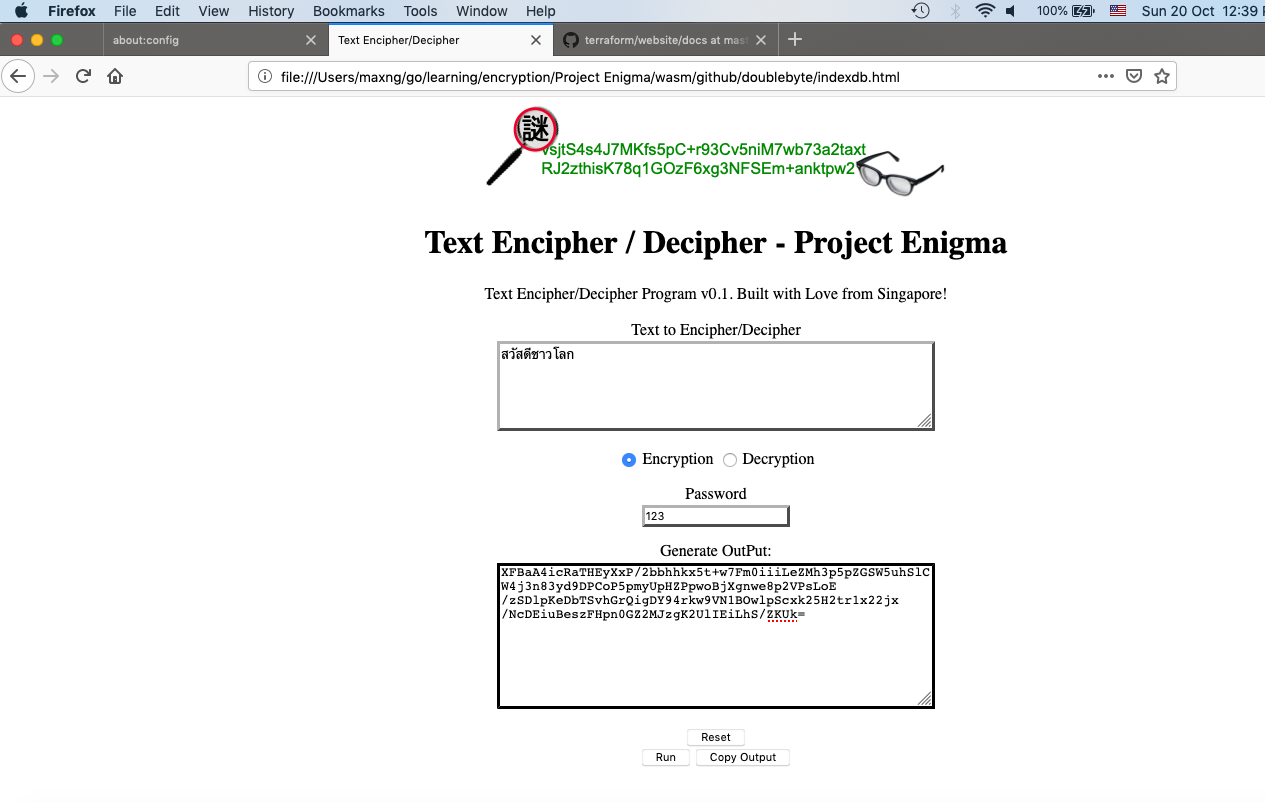 Firefox File Edit View History Bookmarks Tools Window Help 100% Sun 20 Oct 12:39
about:config
Text Encipher/Decipher
terraform/website/docs at mas
file:///Users/maxng/go/learning/encryption/Project Enigma/wasm/github/doublebyte/indexdb.html
謎
vsjtS4s4J7MKfs5pC+r93Cv5niM7wb73a2taxt
RJ2zthisK78q1GOzF6xg3NFSEm+anktpw2
Text Encipher / Decipher - Project Enigma
Text Encipher/Decipher Program v0.1. Built with Love from Singapore!
Text to Encipher/Decipher
สวัสดีชาวโลก
Encryption Decryption
Password
123
Generate OutPut:
XFBaA4icRaTHEyXxP/2bbhhkx5t+w7Fm0iiiLeZMh3p5pZGSW5uhSlC
W4j3n83yd9DPCoP5pmyUpHZPpwoBjXgnwe8p2VPsLoE
/zSDlpKeDbTSvhGrQigDY94rkw9VNlBOwlpScxk25H2tr1x22jx
/NcDEiuBeszFHpn0GZ2MJzgK2UlIEiLhS/ZKUk=
Reset
Run Copy Output